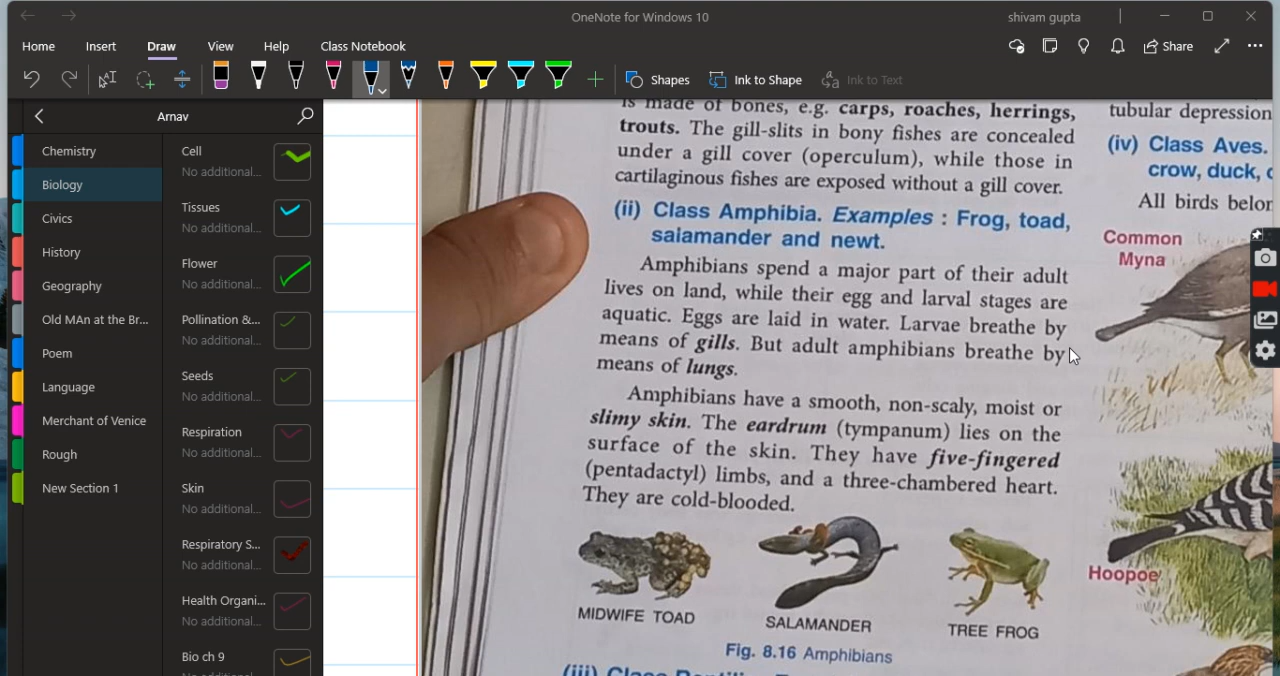 OneNote for Windows 10
shivam gupta
Home Insert Draw View Help Class Notebook
Share
Shapes
Ink to Shape
Ink to Text
Arnav
Chemistry
Biology
Civics
History
Geography
Old MAn at the Br...
Poem
Language
Merchant of Venice
Rough
New Section 1
Cell
No additional...
Tissues
No additional...
Flower
No additional...
Pollination &...
No additional...
Seeds
No additional...
Respiration
No additional...
Skin
No additional...
Respiratory S...
No additional...
Health Organi...
No additional...
Bio ch 9
is made of bones, e.g. carps, roaches, herrings,
trouts. The gill-slits in bony fishes are concealed
under a gill cover (operculum), while those in
cartilaginous fishes are exposed without a gill cover.
(ii) Class Amphibia. Examples : Frog, toad,
salamander and newt.
Amphibians spend a major part of their adult
lives on land, while their egg and larval stages are
aquatic. Eggs are laid in water. Larvae breathe by
means of gills. But adult amphibians breathe by
means of lungs.
Amphibians have a smooth, non-scaly, moist or
slimy skin. The eardrum (tympanum) lies on the
surface of the skin. They have five-fingered
(pentadactyl) limbs, and a three-chambered heart.
They are cold-blooded.
MIDWIFE TOAD
SALAMANDER
TREE FROG
Fig. 8.16 Amphibians
tubular depression
(iv) Class Aves.
crow, duck,
All birds
Common
Myna
Hoopoe